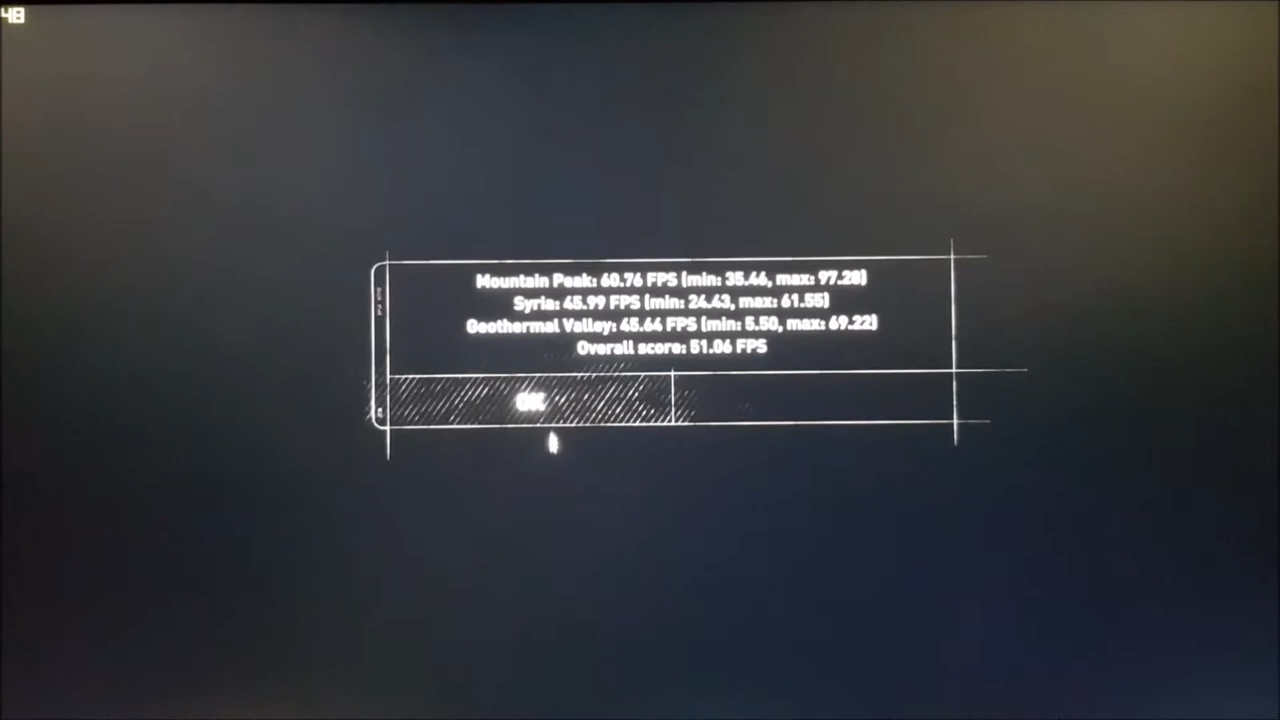 48
Mountain Peak: 60.76 FPS (min: 35.46, max: 97.28)
Syria: 45.99 FPS (min: 24.43, max: 61.55)
Geothermal Valley: 45.64 FPS (min: 5.50, max: 69.22)
Overall score: 51.06 FPS
OK